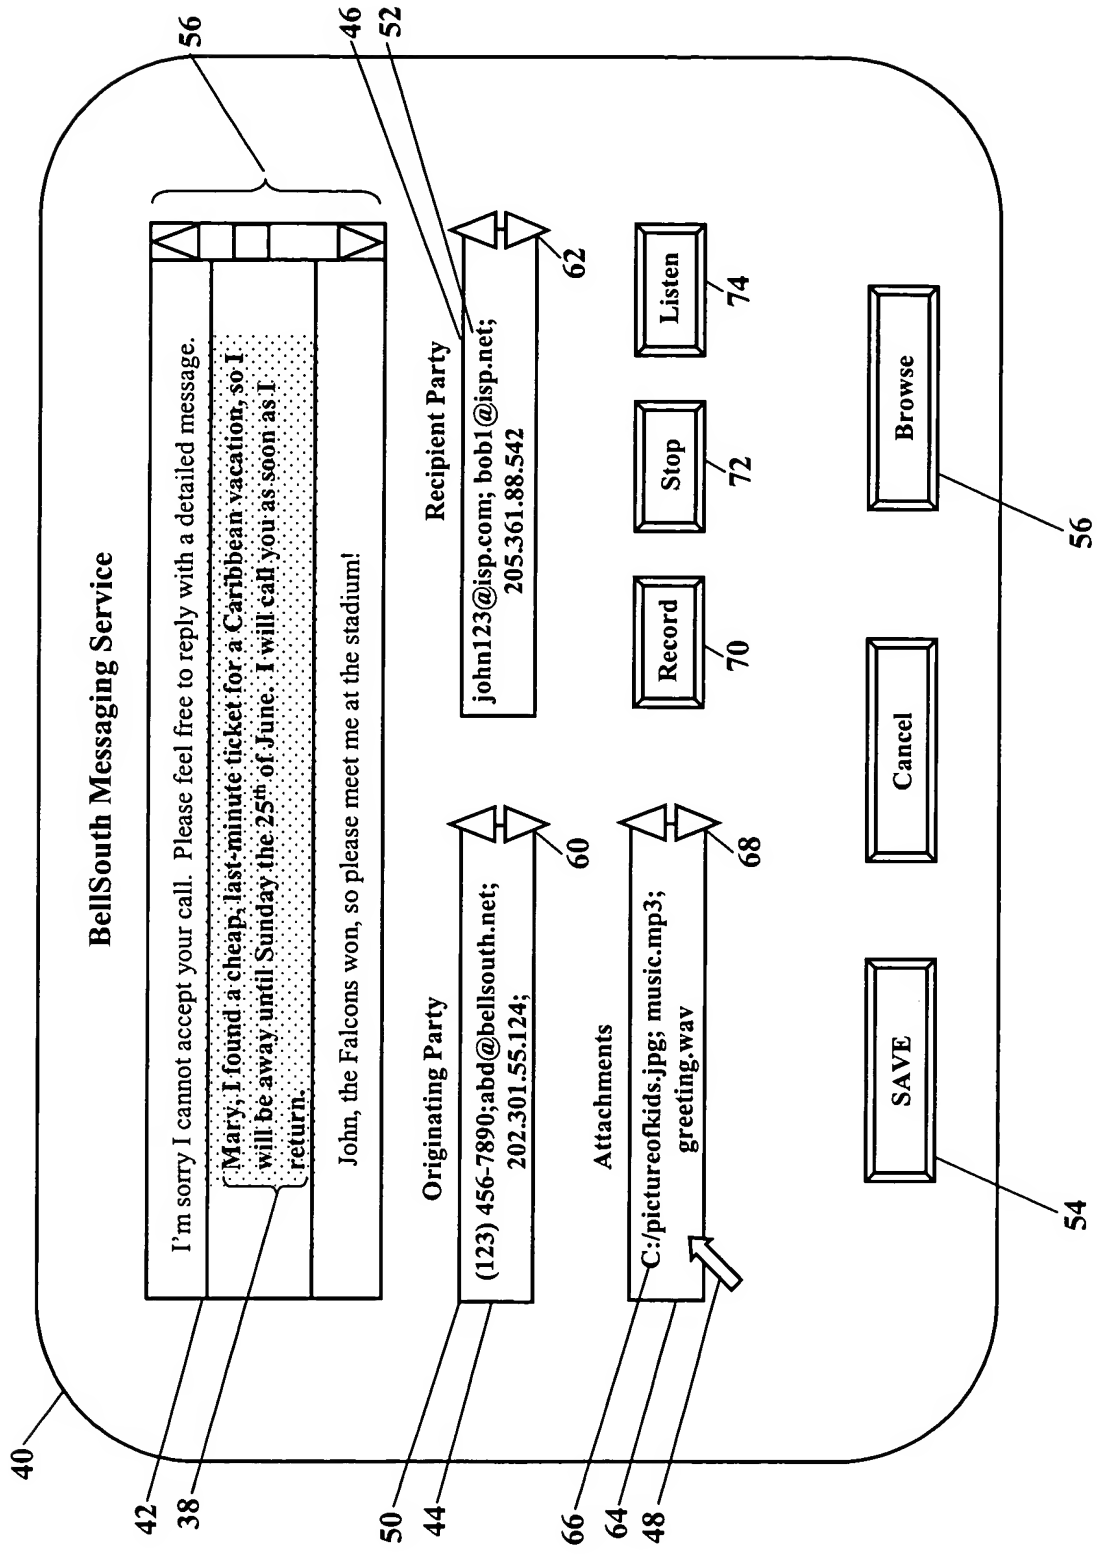 BellSouth Messaging Service
56
I'm sorry I cannot accept your call. Please feel free to reply with a detailed message.
Mary, I found a cheap, last-minute ticket for a Caribbean vacation, so I
will be away until Sunday the 25th of June. I will call you as soon as I
return.
John, the Falcons won, so please meet me at the stadium!
40
42
38
46
52
Originating Party
(123) 456-7890;abd@bellsouth.net;
202.301.55.124;
60
50
44
Recipient Party
john123@isp.com; bob1@isp.net;
205.361.88.542
62
Attachments
C:/pictureofkids.jpg; music.mp3;
greeting.wav
68
66
64
48
Record
Stop
Listen
70
72
74
SAVE
Cancel
Browse
54
56